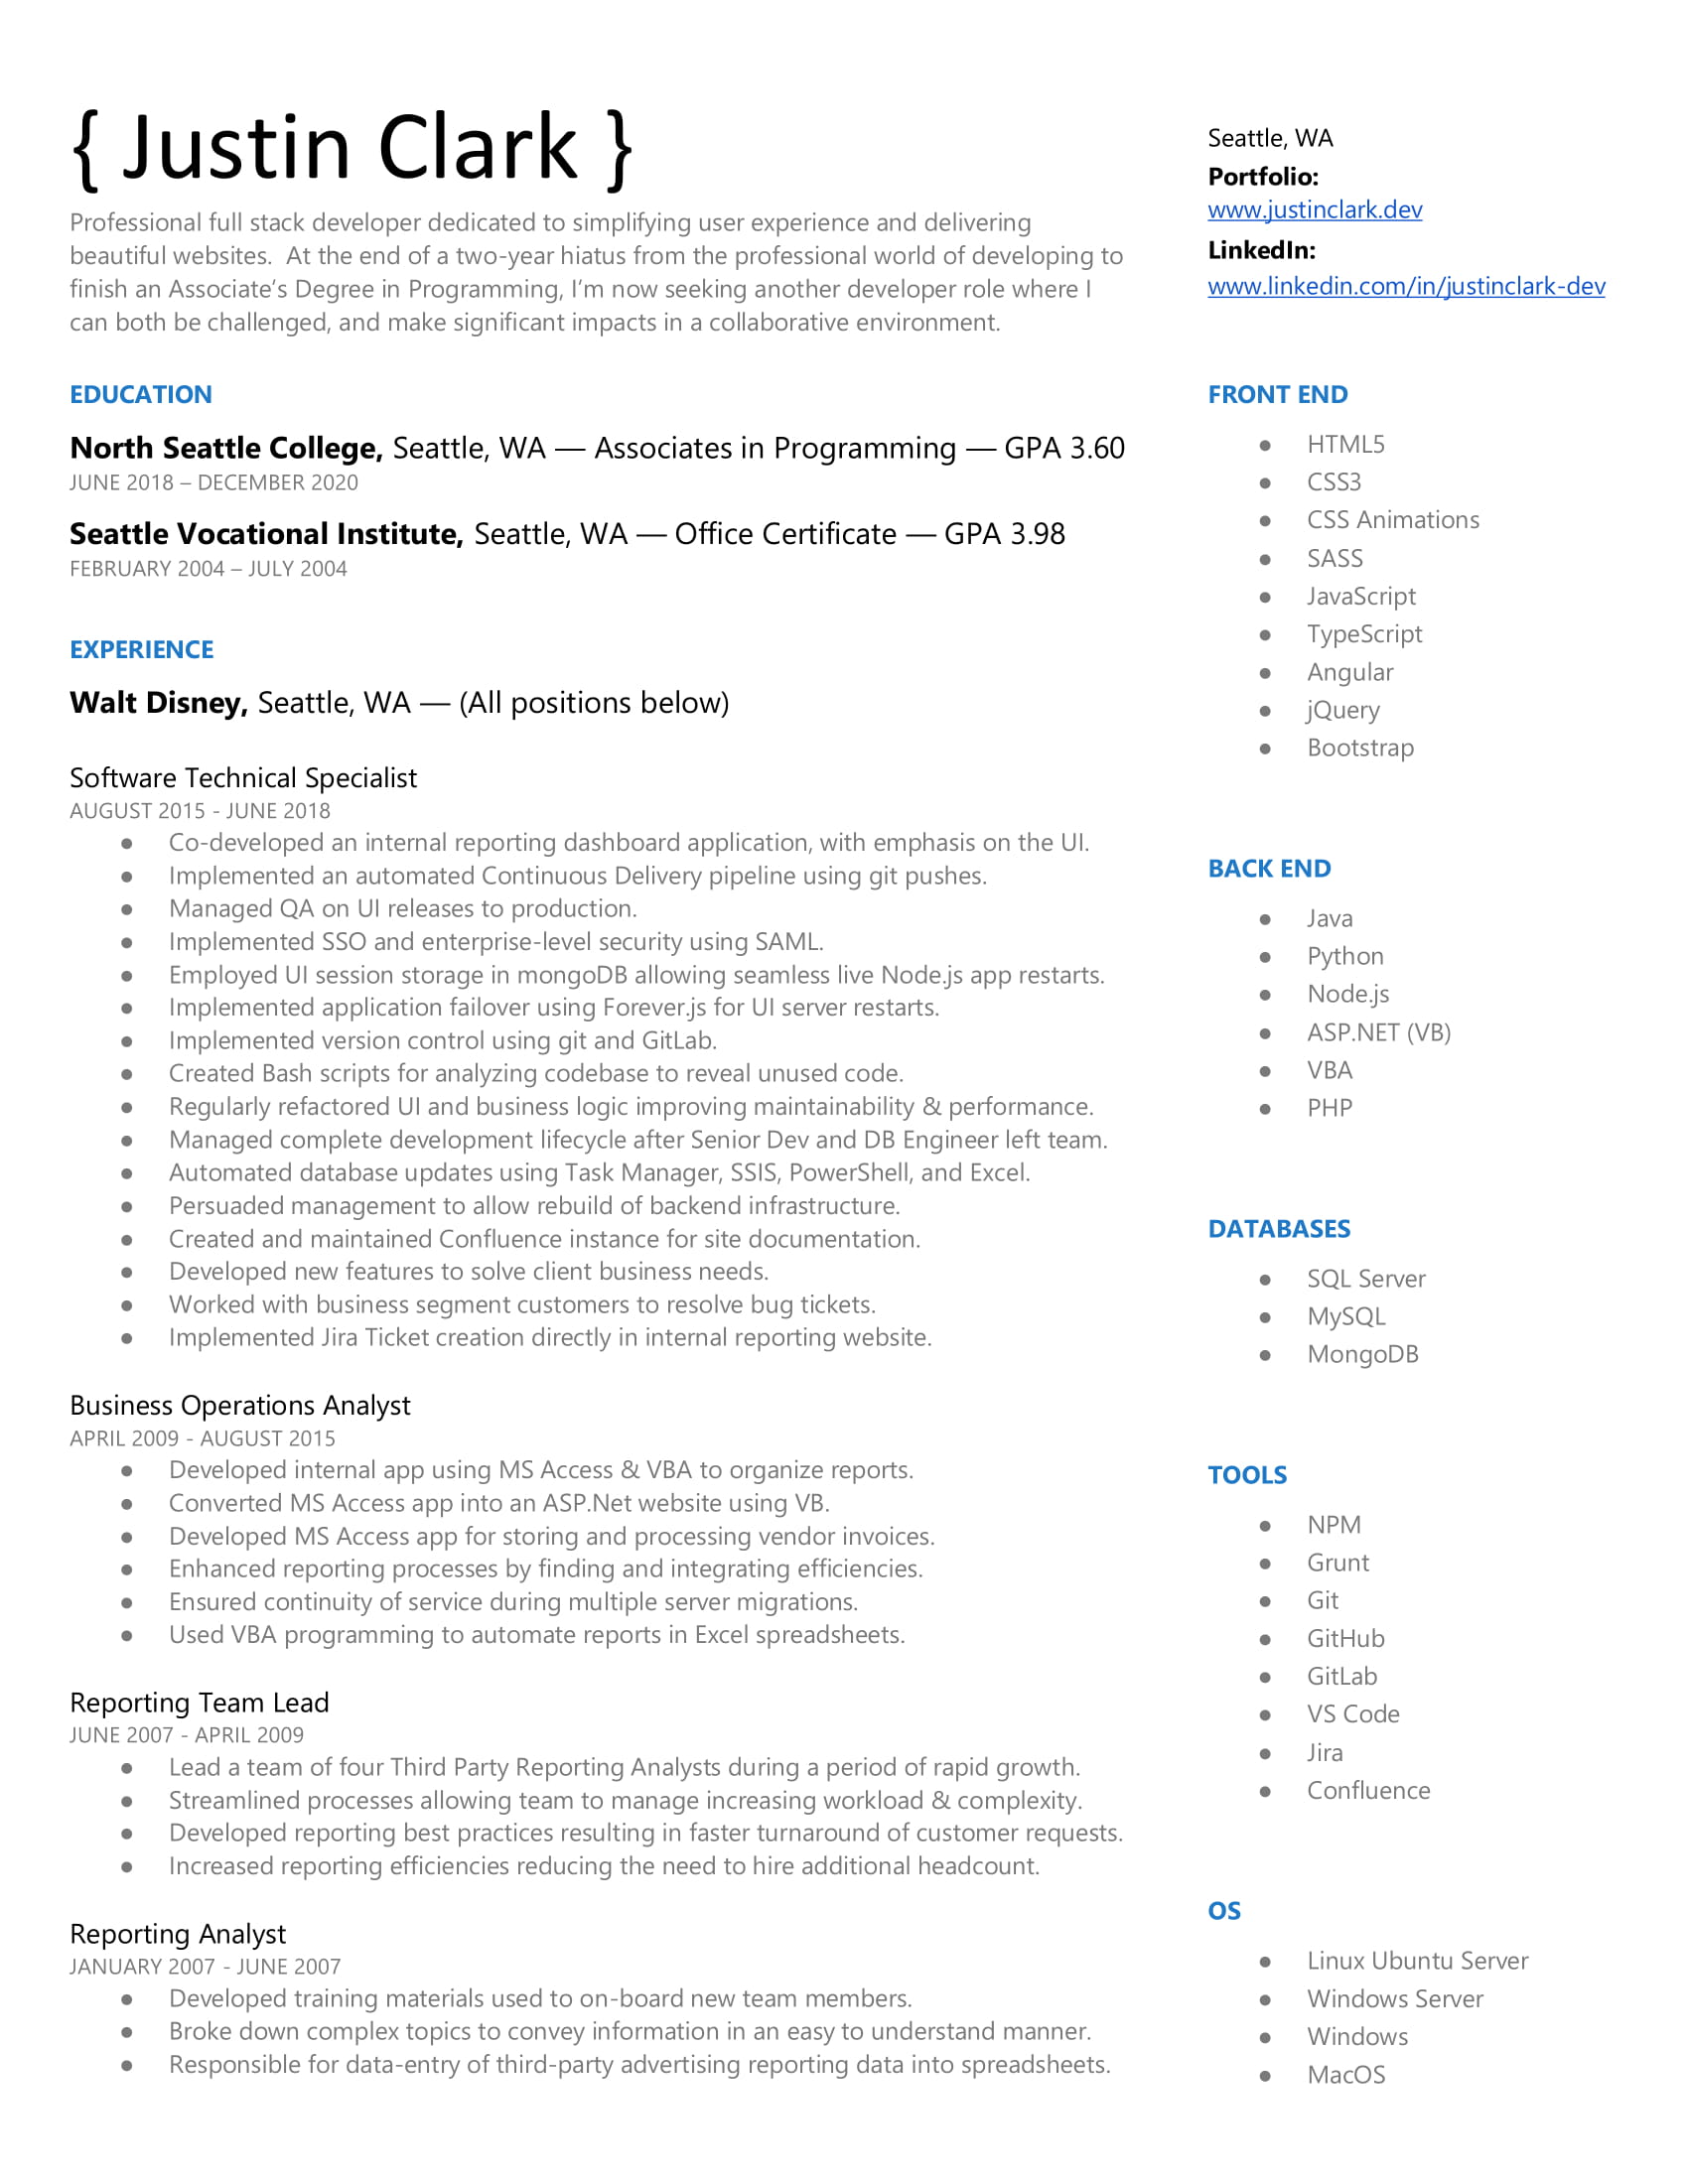 { Justin Clark }
Professional full stack developer dedicated to simplifying user experience and delivering
beautiful websites.  At the end of a two-year hiatus from the professional world of developing to
finish an Associate’s Degree in Programming, I’m now seeking another developer role where I
can both be challenged, and make significant impacts in a collaborative environment.
EDUCATION
North Seattle College, Seattle, WA — Associates in Programming — GPA 3.60
JUNE 2018 – DECEMBER 2020
Seattle Vocational Institute, Seattle, WA — Office Certificate — GPA 3.98
FEBRUARY 2004 – JULY 2004
EXPERIENCE
Walt Disney, Seattle, WA — (All positions below)
Software Technical Specialist
AUGUST 2015 - JUNE 2018
● Co-developed an internal reporting dashboard application, with emphasis on the UI.
● Implemented an automated Continuous Delivery pipeline using git pushes.
● Managed QA on UI releases to production.
● Implemented SSO and enterprise-level security using SAML.
● Employed UI session storage in mongoDB allowing seamless live Node.js app restarts.
● Implemented application failover using Forever.js for UI server restarts.
● Implemented version control using git and GitLab.
● Created Bash scripts for analyzing codebase to reveal unused code.
● Regularly refactored UI and business logic improving maintainability & performance.
● Managed complete development lifecycle after Senior Dev and DB Engineer left team.
● Automated database updates using Task Manager, SSIS, PowerShell, and Excel.
● Persuaded management to allow rebuild of backend infrastructure.
● Created and maintained Confluence instance for site documentation.
● Developed new features to solve client business needs.
● Worked with business segment customers to resolve bug tickets.
● Implemented Jira Ticket creation directly in internal reporting website.
Business Operations Analyst
APRIL 2009 - AUGUST 2015
● Developed internal app using MS Access & VBA to organize reports.
● Converted MS Access app into an ASP.Net website using VB.
● Developed MS Access app for storing and processing vendor invoices.
● Enhanced reporting processes by finding and integrating efficiencies.
● Ensured continuity of service during multiple server migrations.
● Used VBA programming to automate reports in Excel spreadsheets.
Reporting Team Lead
JUNE 2007 - APRIL 2009
● Lead a team of four Third Party Reporting Analysts during a period of rapid growth.
● Streamlined processes allowing team to manage increasing workload & complexity.
● Developed reporting best practices resulting in faster turnaround of customer requests.
● Increased reporting efficiencies reducing the need to hire additional headcount.
Reporting Analyst
JANUARY 2007 - JUNE 2007
● Developed training materials used to on-board new team members.
● Broke down complex topics to convey information in an easy to understand manner.
● Responsible for data-entry of third-party advertising reporting data into spreadsheets.
Seattle, WA
Portfolio:
www.justinclark.dev
LinkedIn:
www.linkedin.com/in/justinclark-dev
FRONT END
● HTML5
● CSS3
● CSS Animations
● SASS
● JavaScript
● TypeScript
● Angular
● jQuery
● Bootstrap
BACK END
● Java
● Python
● Node.js
● ASP.NET (VB)
● VBA
● PHP
DATABASES
● SQL Server
● MySQL
● MongoDB
TOOLS
● NPM
● Grunt
● Git
● GitHub
● GitLab
● VS Code
● Jira
● Confluence
OS
● Linux Ubuntu Server
● Windows Server
● Windows
● MacOS